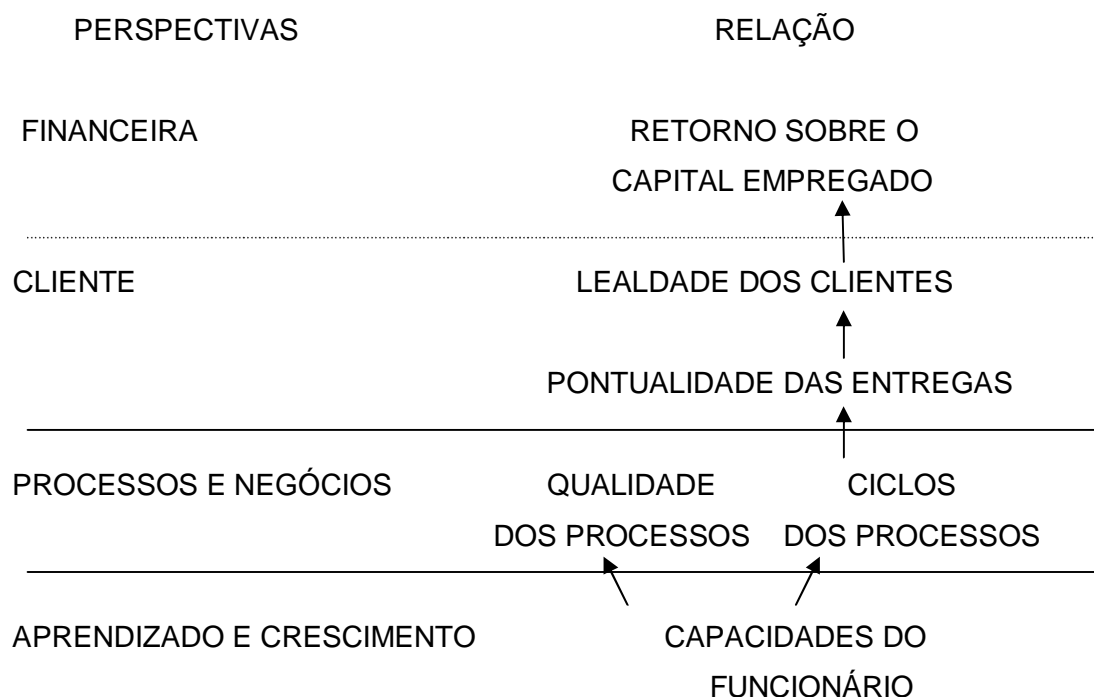 PERSPECTIVAS RELAÇÃO
FINANCEIRA RETORNO SOBRE O
CAPITAL EMPREGADO
CLIENTE LEALDADE DOS CLIENTES
PONTUALIDADE DAS ENTREGAS
PROCESSOS E NEGÓCIOS QUALIDADE CICLOS
DOS PROCESSOS DOS PROCESSOS
APRENDIZADO E CRESCIMENTO CAPACIDADES DO
FUNCIONÁRIO